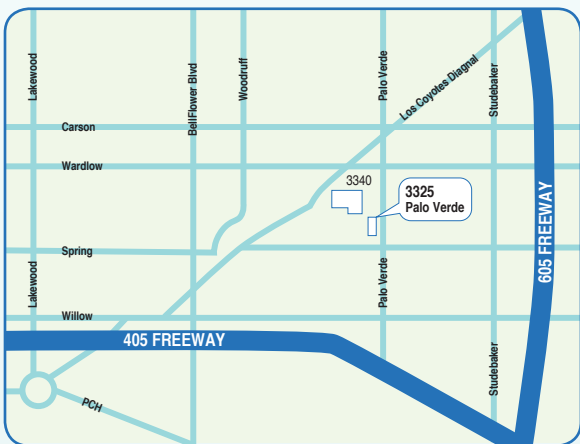 Lakewood
BellFlower Blvd
Woodruff
Palo Verde
Los Coyotes Diagnal
Studebaker
Carson
Wardlow
3340
3325
Palo Verde
605 FREEWAY
Spring
Lakewood
Palo Verde
Willow
405 FREEWAY
Studebaker
PCH